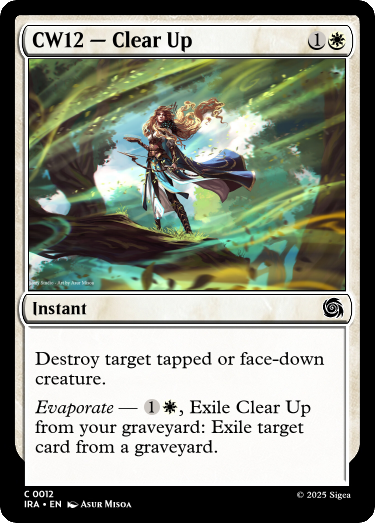 CW12 — Clear Up
1
Instant
Destroy target tapped or face-down
creature.
Evaporate — 1, Exile Clear Up
from your graveyard: Exile target
card from a graveyard.
C 0012
IRA • EN Asur Misoa
© 2025 Sigea